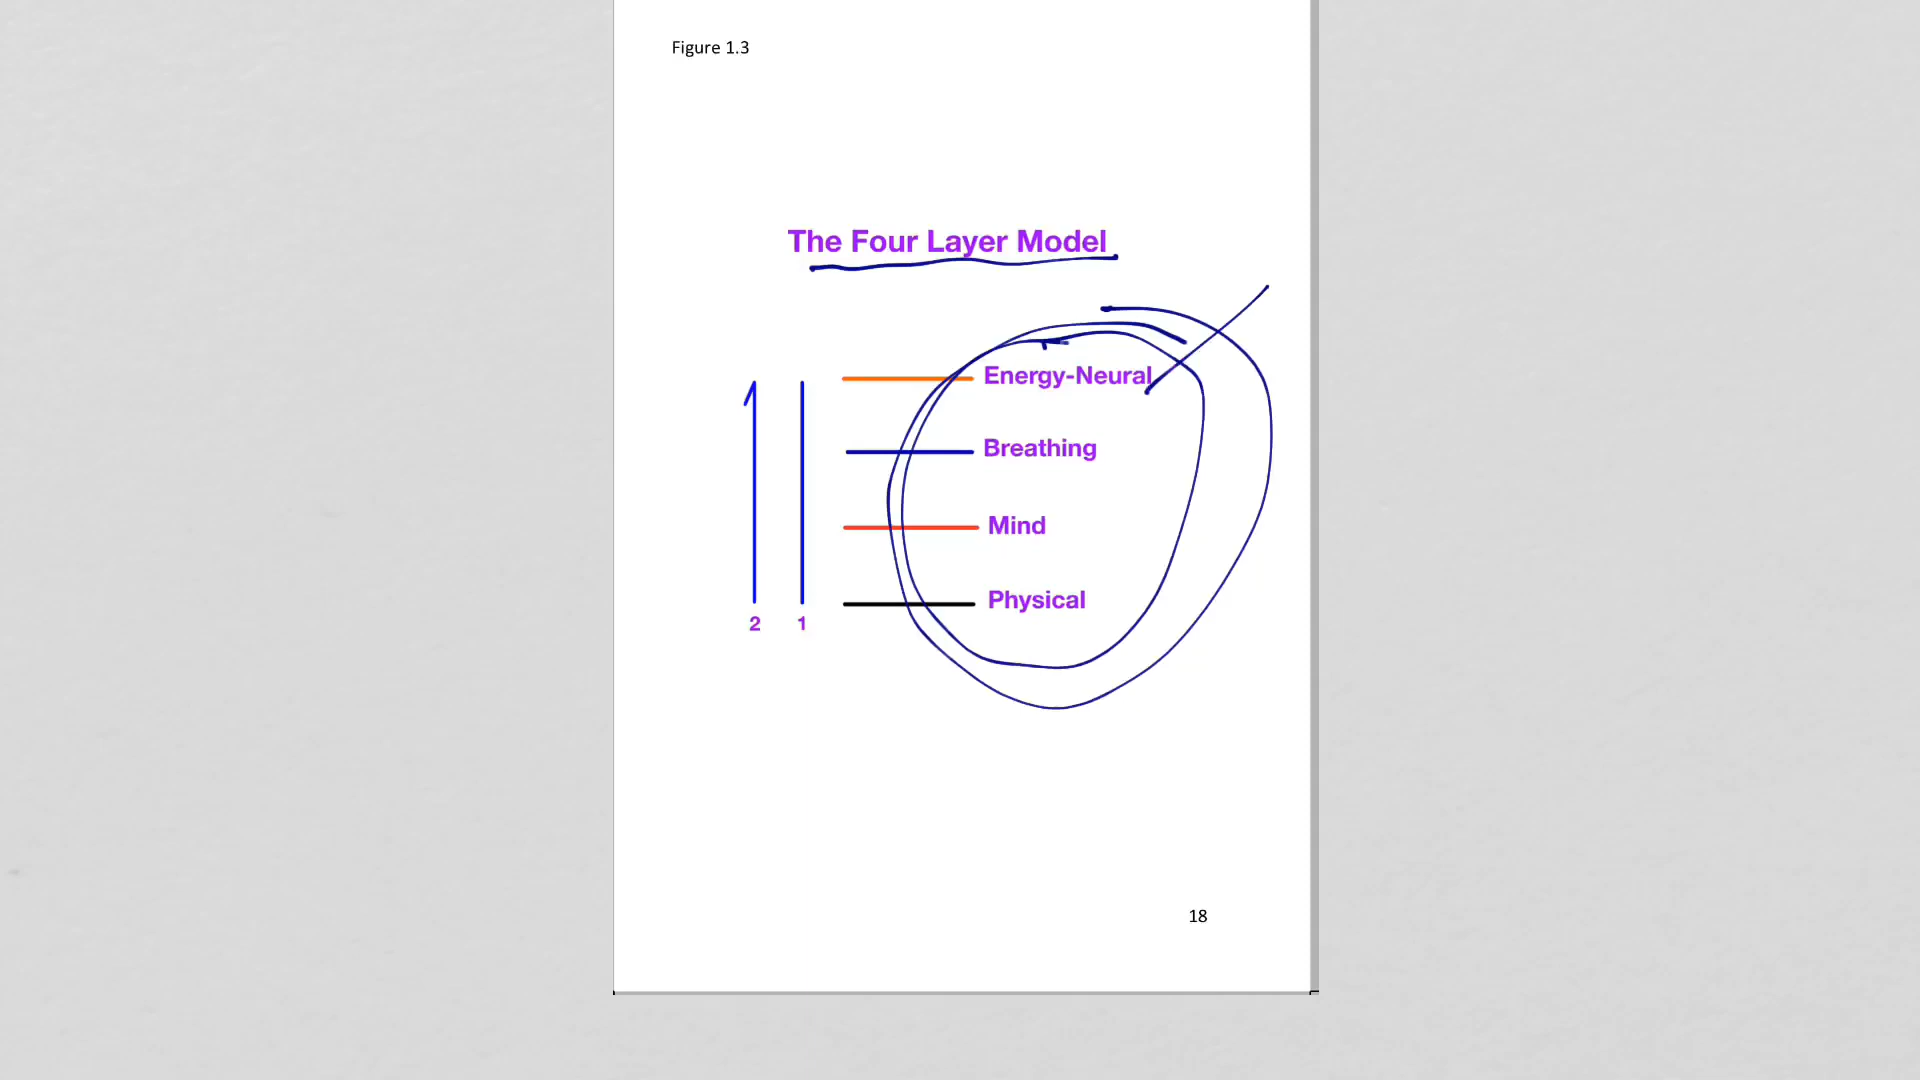 Figure 1.3
The Four Layer Model
Energy-Neural
Breathing
Mind
Physical
2 1
18